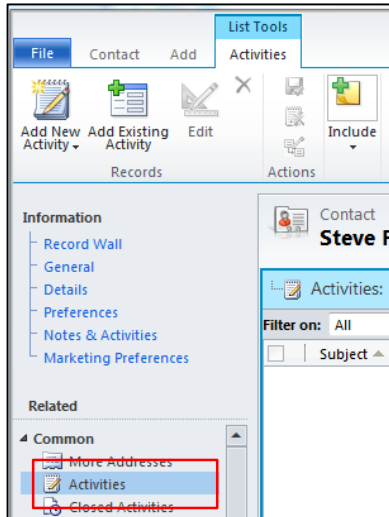 List Tools
File Contact Add Activities
Add New Activity
Add Existing Activity
Edit
Include
Records
Actions
Information
Record Wall
General
Details
Preferences
Notes & Activities
Marketing Preferences
Related
Common
More Addresses
Activities
Closed Activities
Contact
Steve
Activities:
Filter on: All
Subject